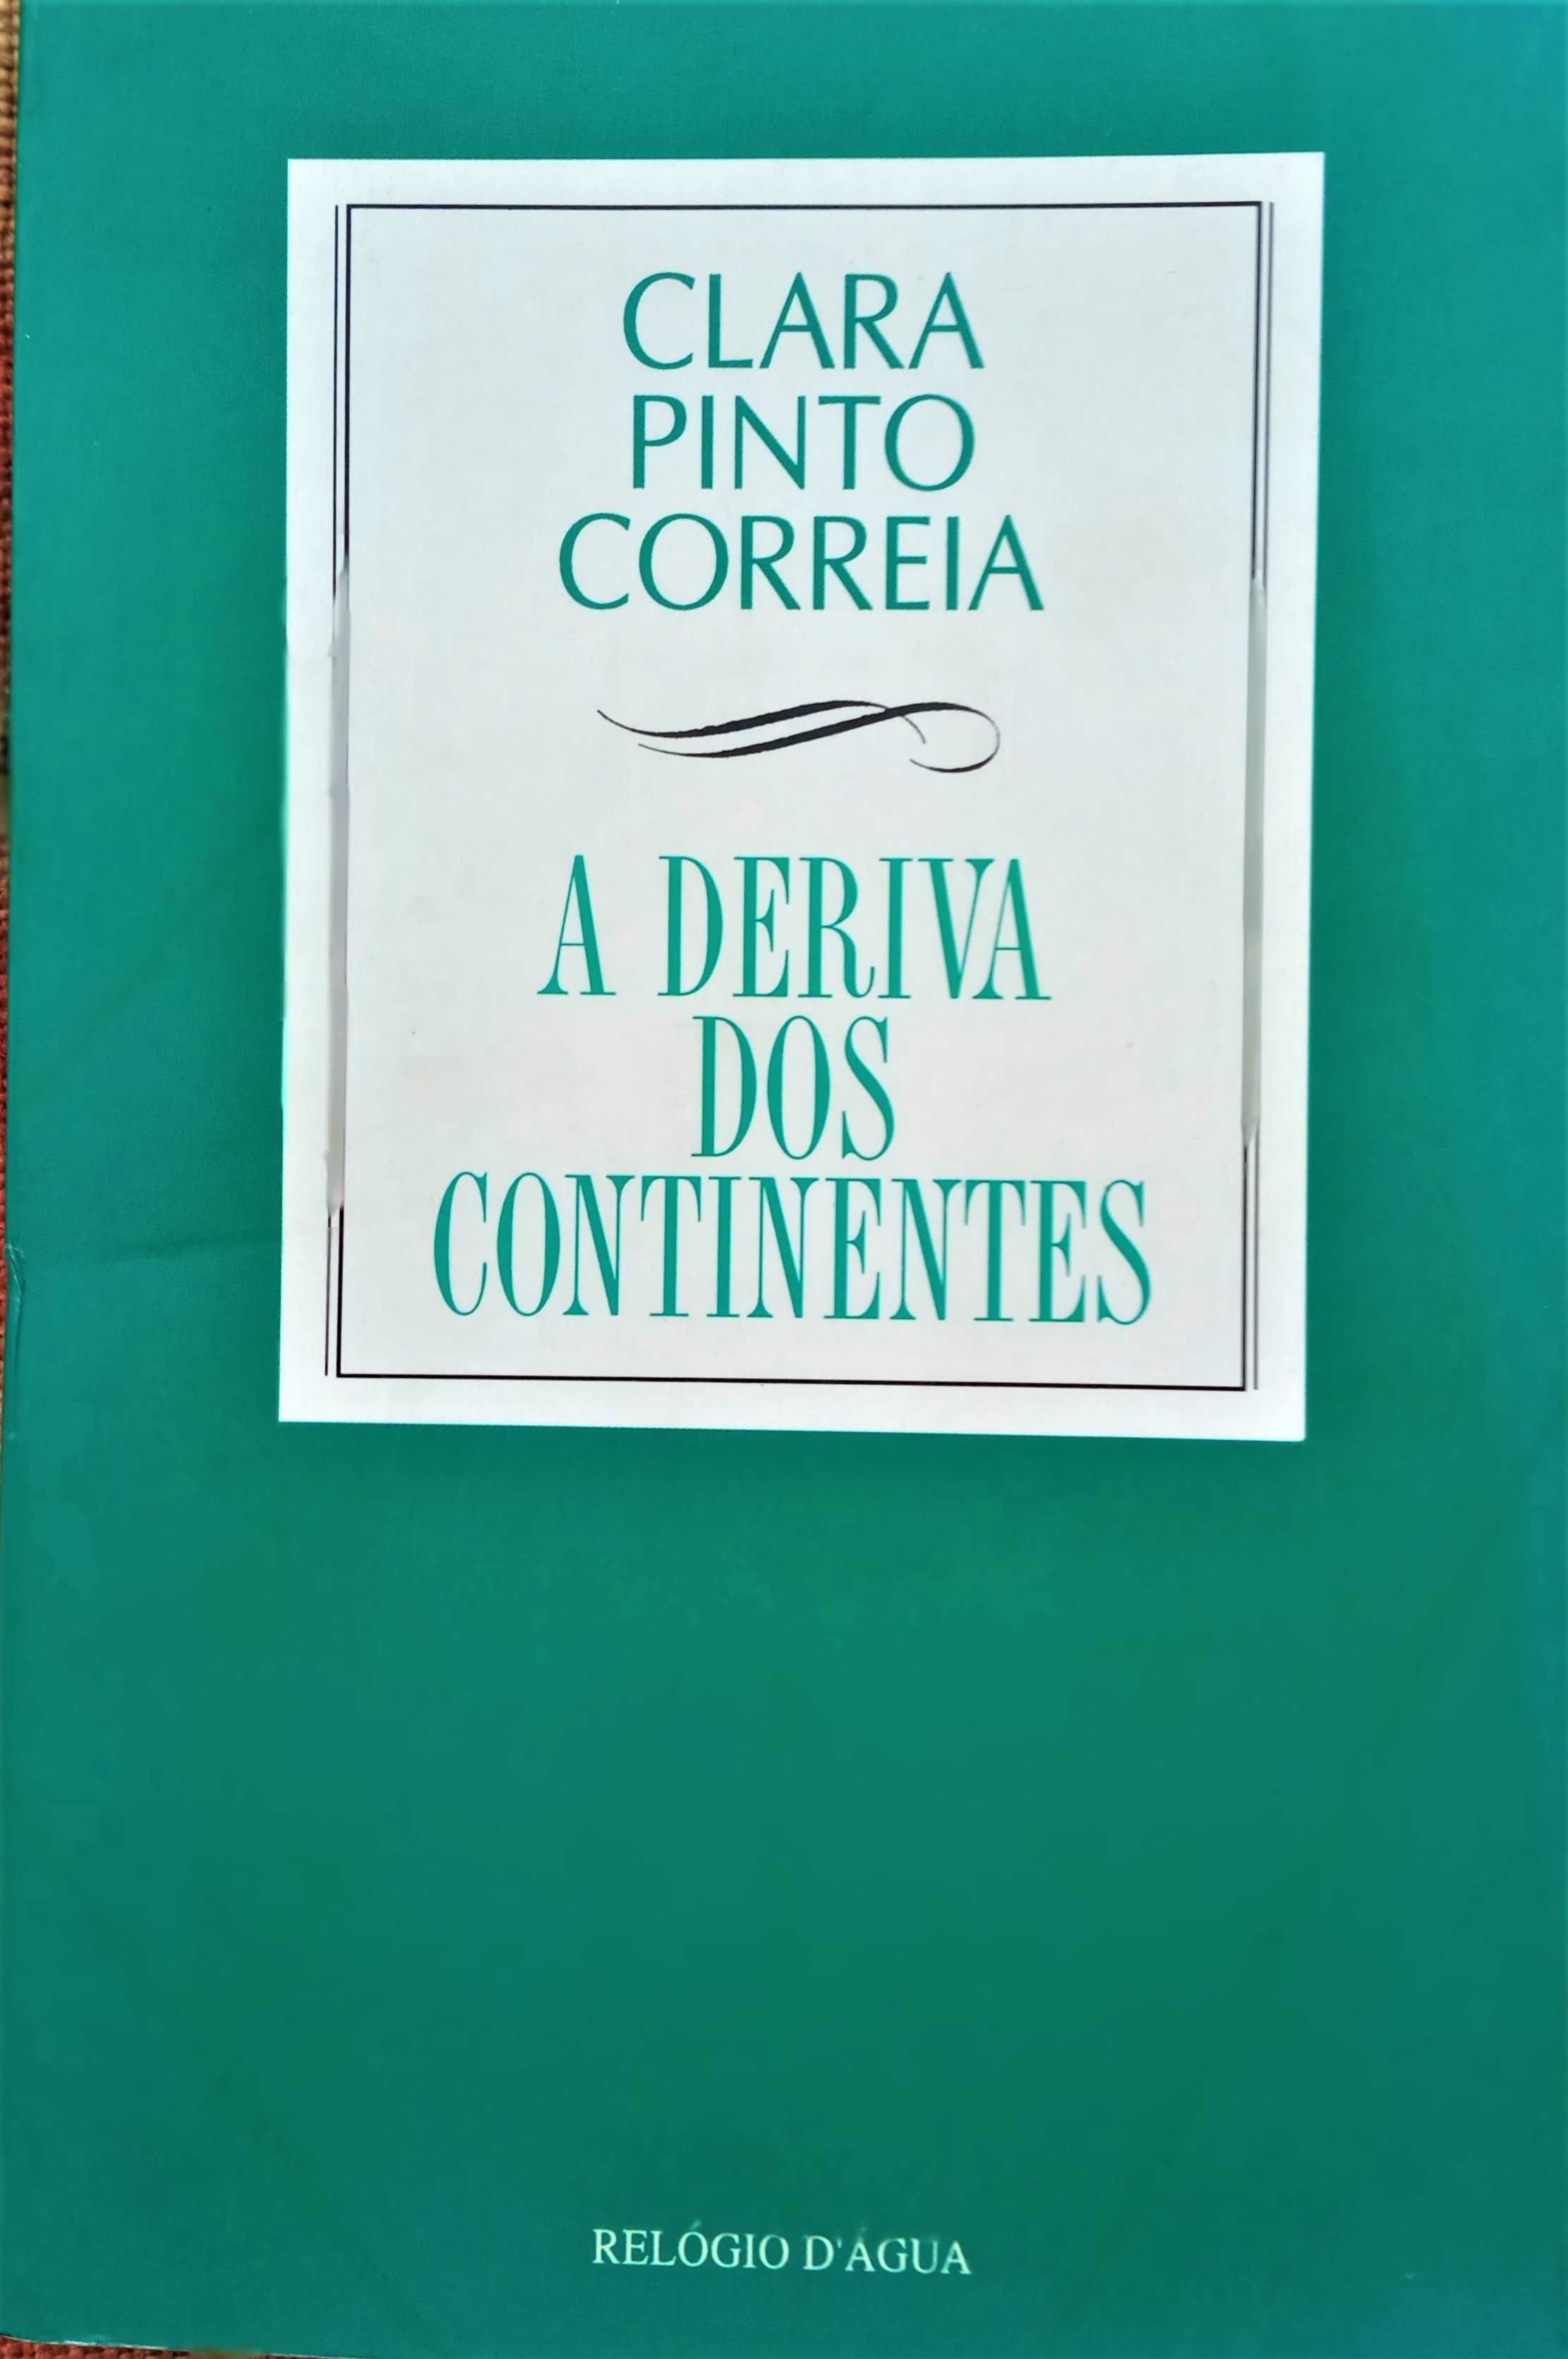 CLARA
PINTO
CORREIA
A DERIVA
DOS
CONTINENTES
RELÓGIO D'ÁGUA